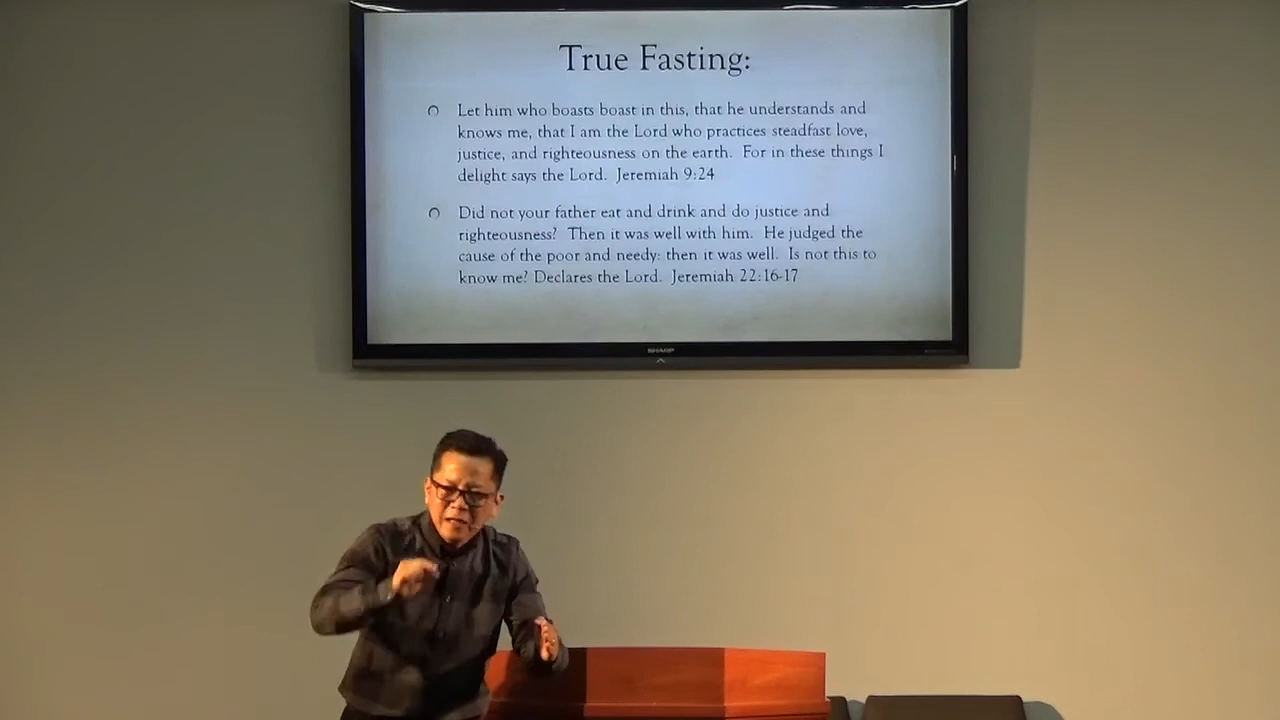 True Fasting:
Let him who boasts boast in this, that he understands and
knows me, that I am the Lord who practices steadfast love,
justice, and righteousness on the earth.  For in these things I
delight says the Lord.  Jeremiah 9:24
Did not your father eat and drink and do justice and
righteousness?  Then it was well with him.  He judged the
cause of the poor and needy: then it was well.  Is not this to
know me? Declares the Lord.  Jeremiah 22:16-17
SHARP